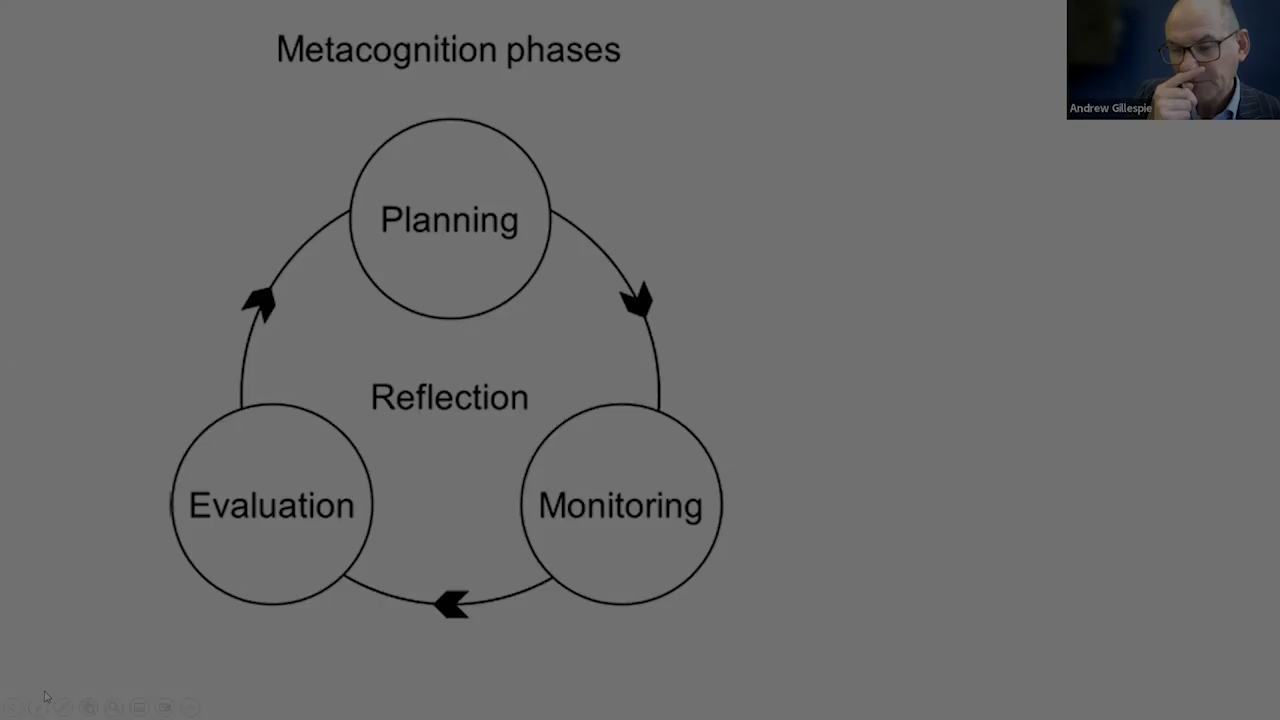 Metacognition phases
Andrew Gillespie
Planning
Reflection
Evaluation
Monitoring